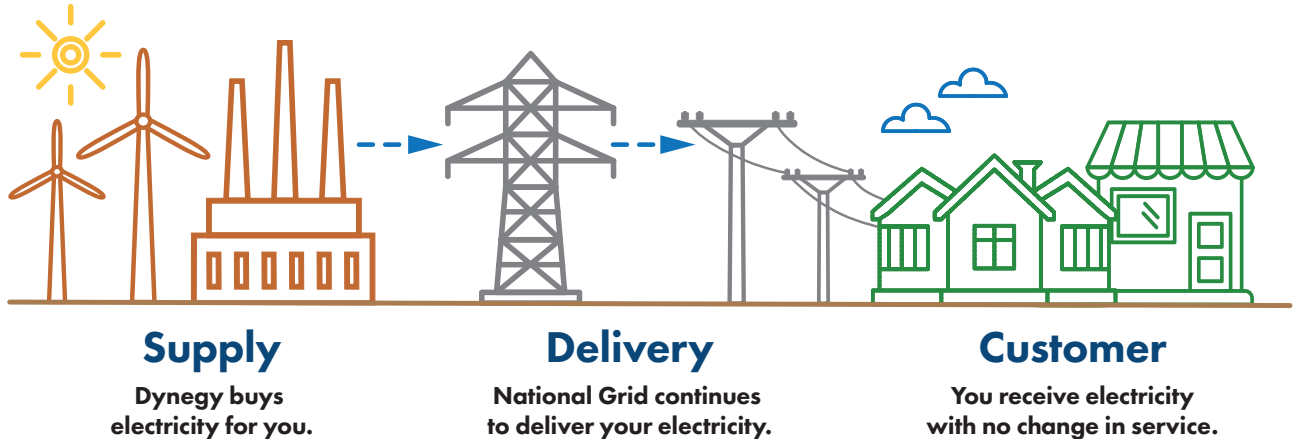 Supply
Dynegy buys
electricity for you.
Delivery
National Grid continues
to deliver your electricity.
Customer
You receive electricity
with no change in service.